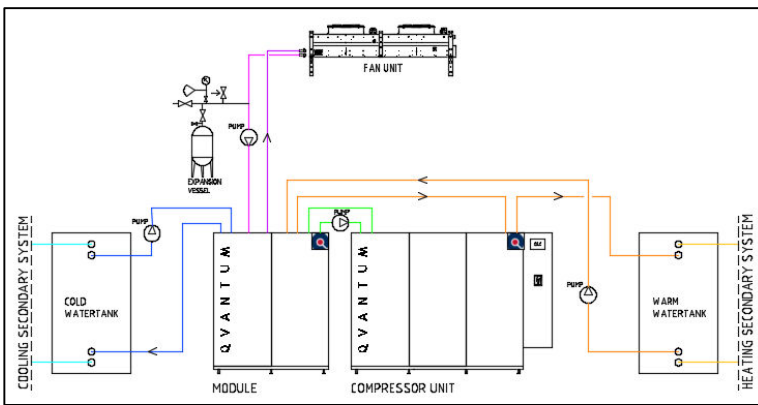 FAN UNIT
PUMP
EXPANSION
VESSEL
PUMP
PUMP
COOLING SECONDARY SYSTEM
COLD
WATERTANK
QVANTUM
QVANTUM
PUMP
WARM
WATERTANK
HEATING SECONDARY SYSTEM
MODULE
COMPRESSOR UNIT